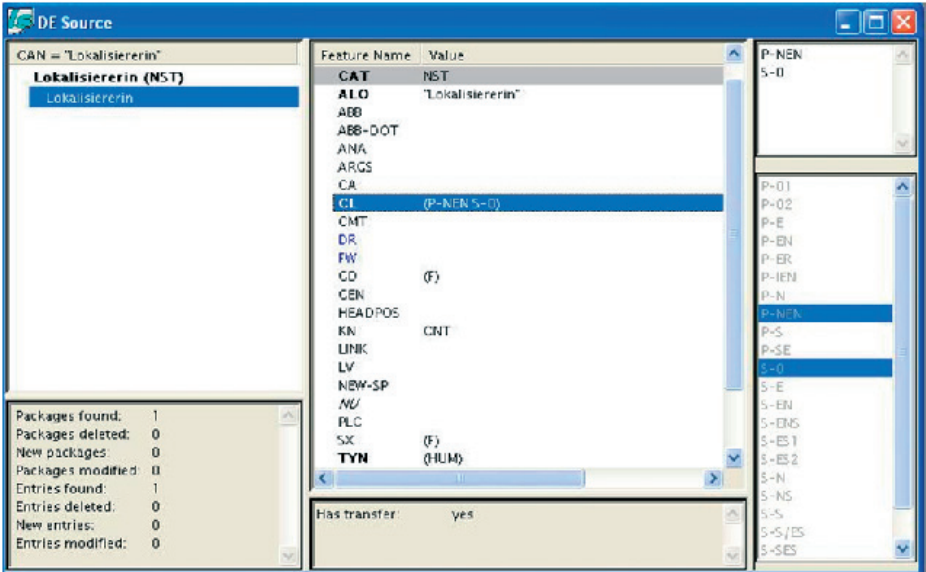 DE Source
CAN = "Lokalisiererin"
Lokalisiererin (NST)
Lokalisiererin
Packages found: 1
Packages deleted: 0
New packages: 0
Packages modified: 0
Entries found: 1
Entries deleted: 0
New entries: 0
Entries modified: 0
Feature Name Value
CAT NST
ALO "Lokalisiererin"
ABB
ABB-DOT
ANA
ARGS
CA
CL (P-NEN S-0)
CMT
DR
FW
GD (F)
GEN
HEADPOS
KN CNT
LINK
LV
NEW-SP
NU
PLC
SX (F)
TYN (HUM)
Has transfer: yes
P-NEN
S-0
P-01
P-02
P-E
P-EN
P-ER
P-IEN
P-N
P-NEN
P-S
P-SE
S-0
S-E
S-EN
S-ENS
S-ES1
S-ES2
S-N
S-NS
S-S
S-S/ES
S-SES